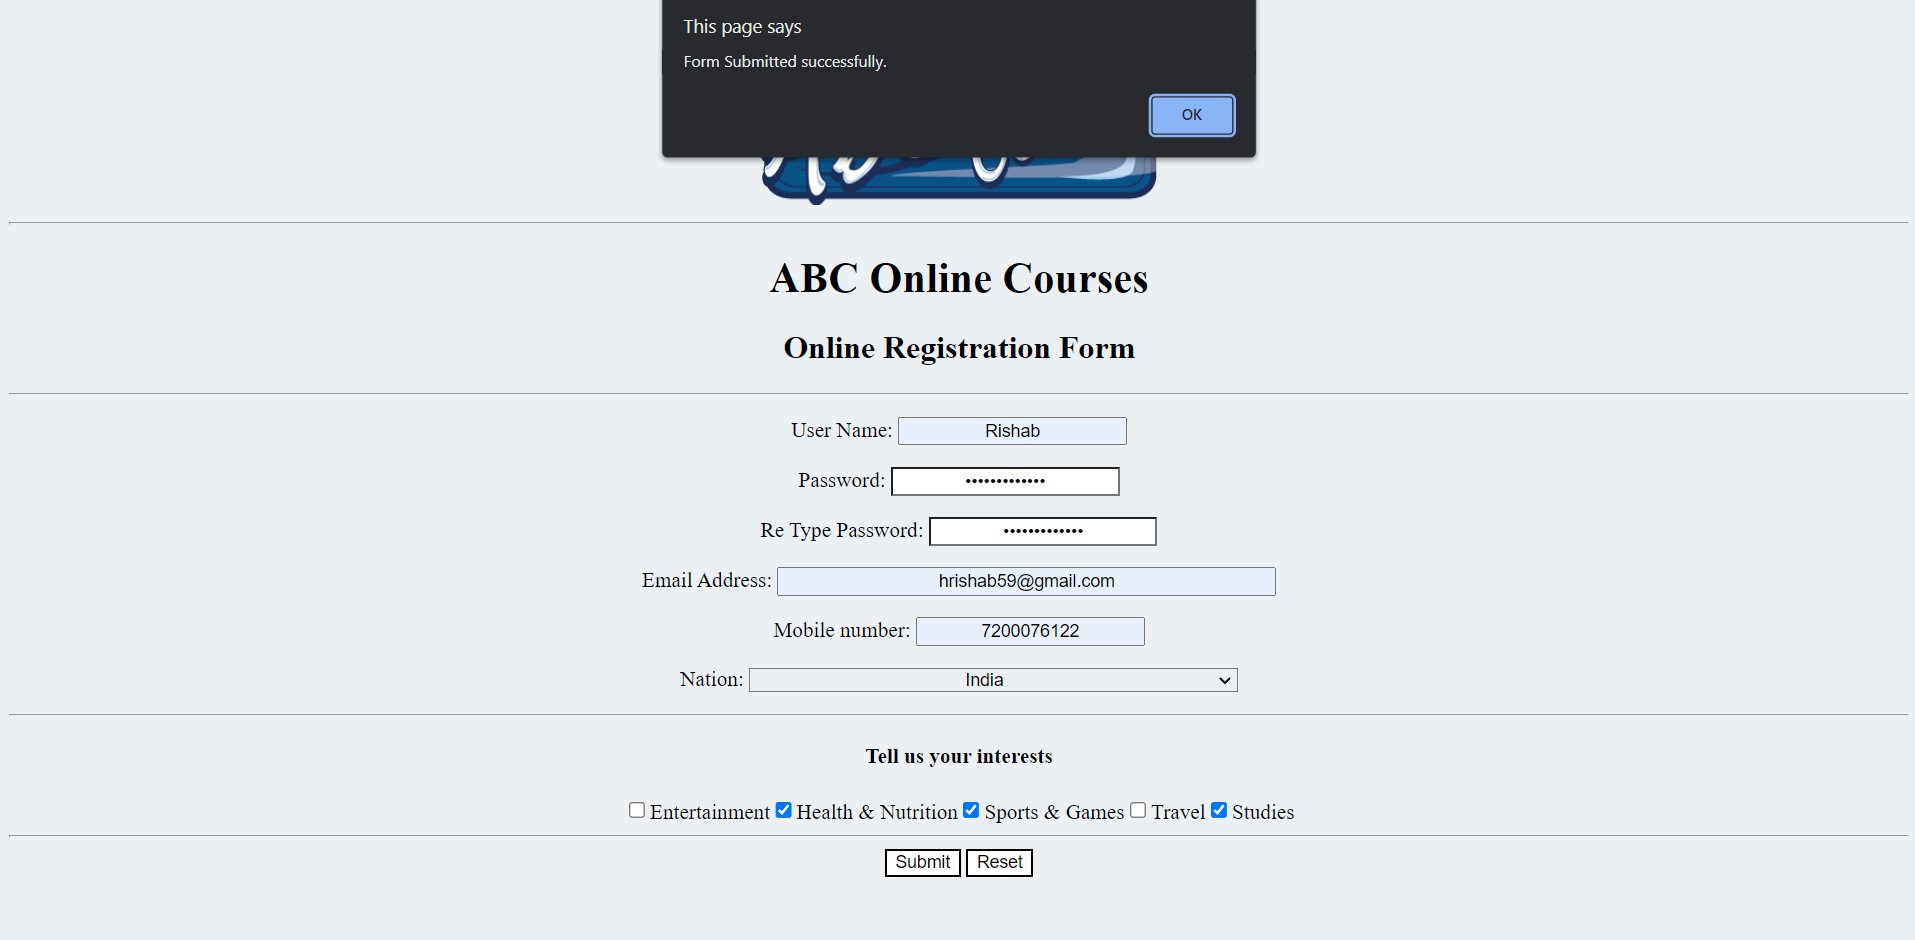 This page says
Form Submitted successfully.
OK
ABC Online Courses
Online Registration Form
User Name: Rishab
Password: •••••••••••••
Re Type Password: •••••••••••••
Email Address: hrishab59@gmail.com
Mobile number: 7200076122
Nation: India
Tell us your interests
Entertainment Health & Nutrition Sports & Games Travel Studies
Submit Reset